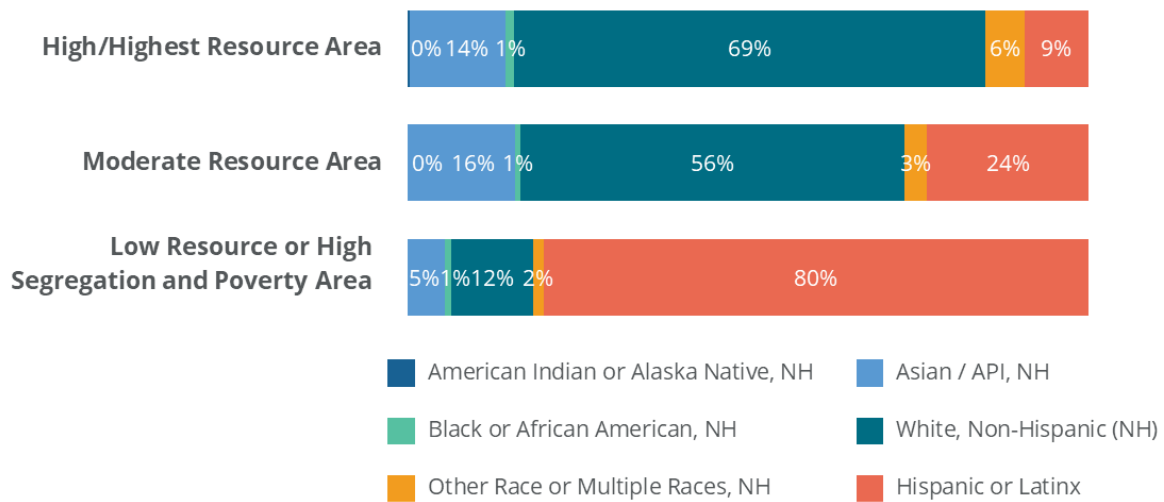 High/Highest Resource Area
0% 14% 1% 69% 6% 9%
Moderate Resource Area
0% 16% 1% 56% 3% 24%
Low Resource or High
Segregation and Poverty Area
5% 1% 12% 2% 80%
American Indian or Alaska Native, NH
Asian / API, NH
Black or African American, NH
White, Non-Hispanic (NH)
Other Race or Multiple Races, NH
Hispanic or Latinx